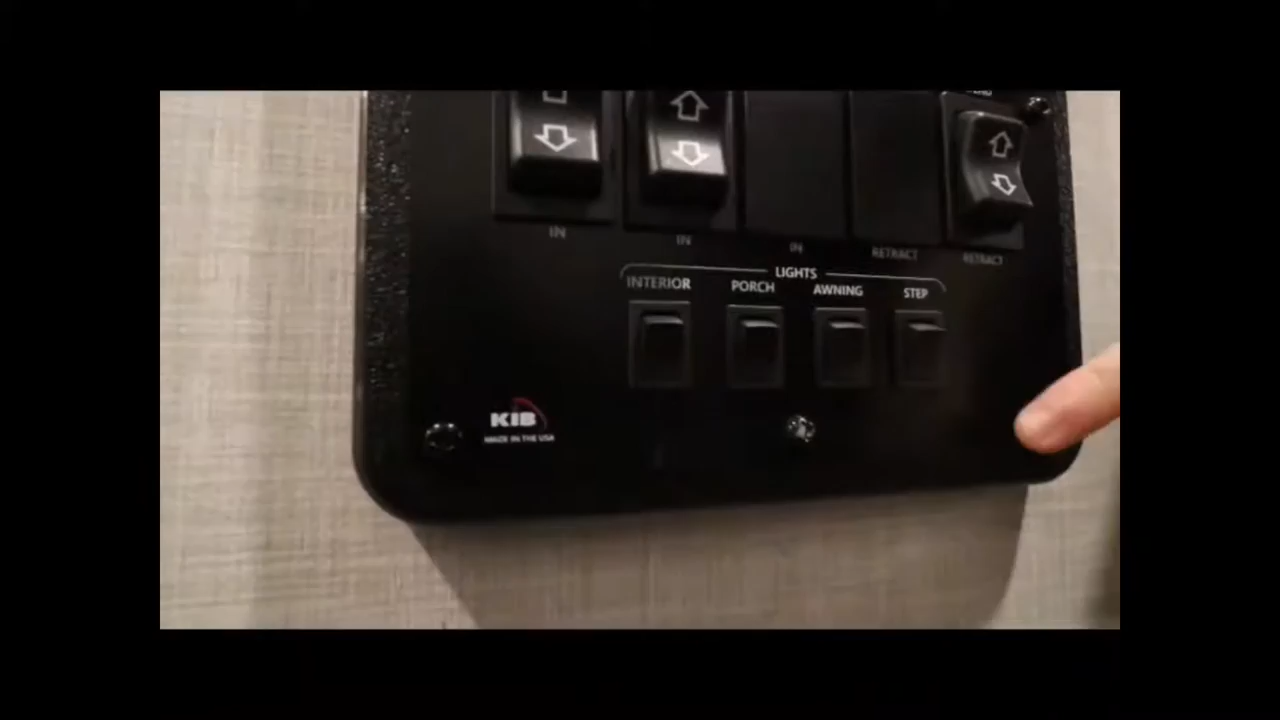 IN IN IN RETRACT RETRACT
LIGHTS
INTERIOR PORCH AWNING STEP
KIB
MADE IN THE USA